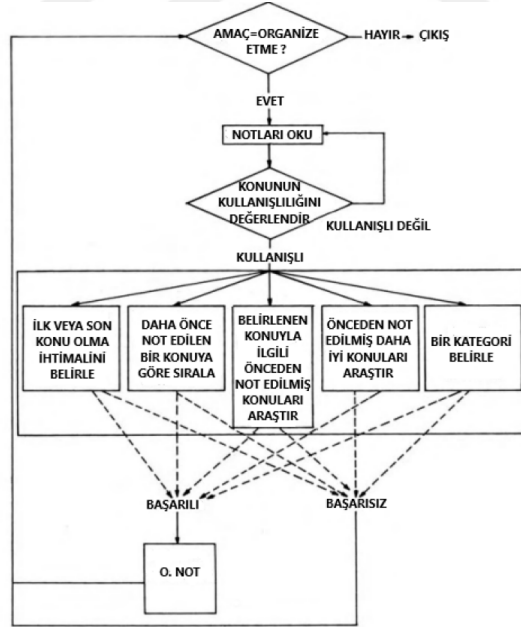 AMAÇ=ORGANIZE
ETME ?
HAYIR
ÇIKIŞ
EVET
NOTLARI OKU
KONUNUN
KULLANIŞLILIĞINI
DEĞERLENDİR
KULLANIŞLI DEĞİL
KULLANIŞLI
İLK VEYA SON
KONU OLMA
İHTİMALİNİ
BELİRLE
DAHA ÖNCE
NOT EDİLEN
BİR KONUYA
GÖRE SIRALA
BELİRLENEN
KONUYLA
İLGİLİ
ÖNCEDEN
NOT EDİLMİŞ
KONULARI
ARAŞTIR
ÖNCEDEN NOT
EDİLMİŞ DAHA
İYİ KONULARI
ARAŞTIR
BİR KATEGORİ
BELİRLE
BAŞARILI
BAŞARISIZ
O. NOT